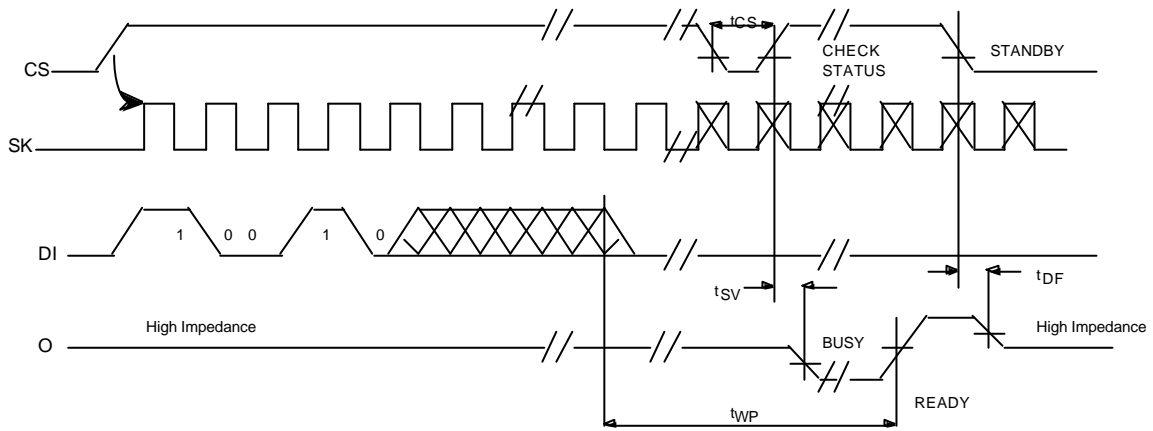 tCS
CS
CHECK
STATUS
STANDBY
SK
DI
1 0 0 1 0
tSV
tDF
O
High Impedance
BUSY
High Impedance
READY
tWP